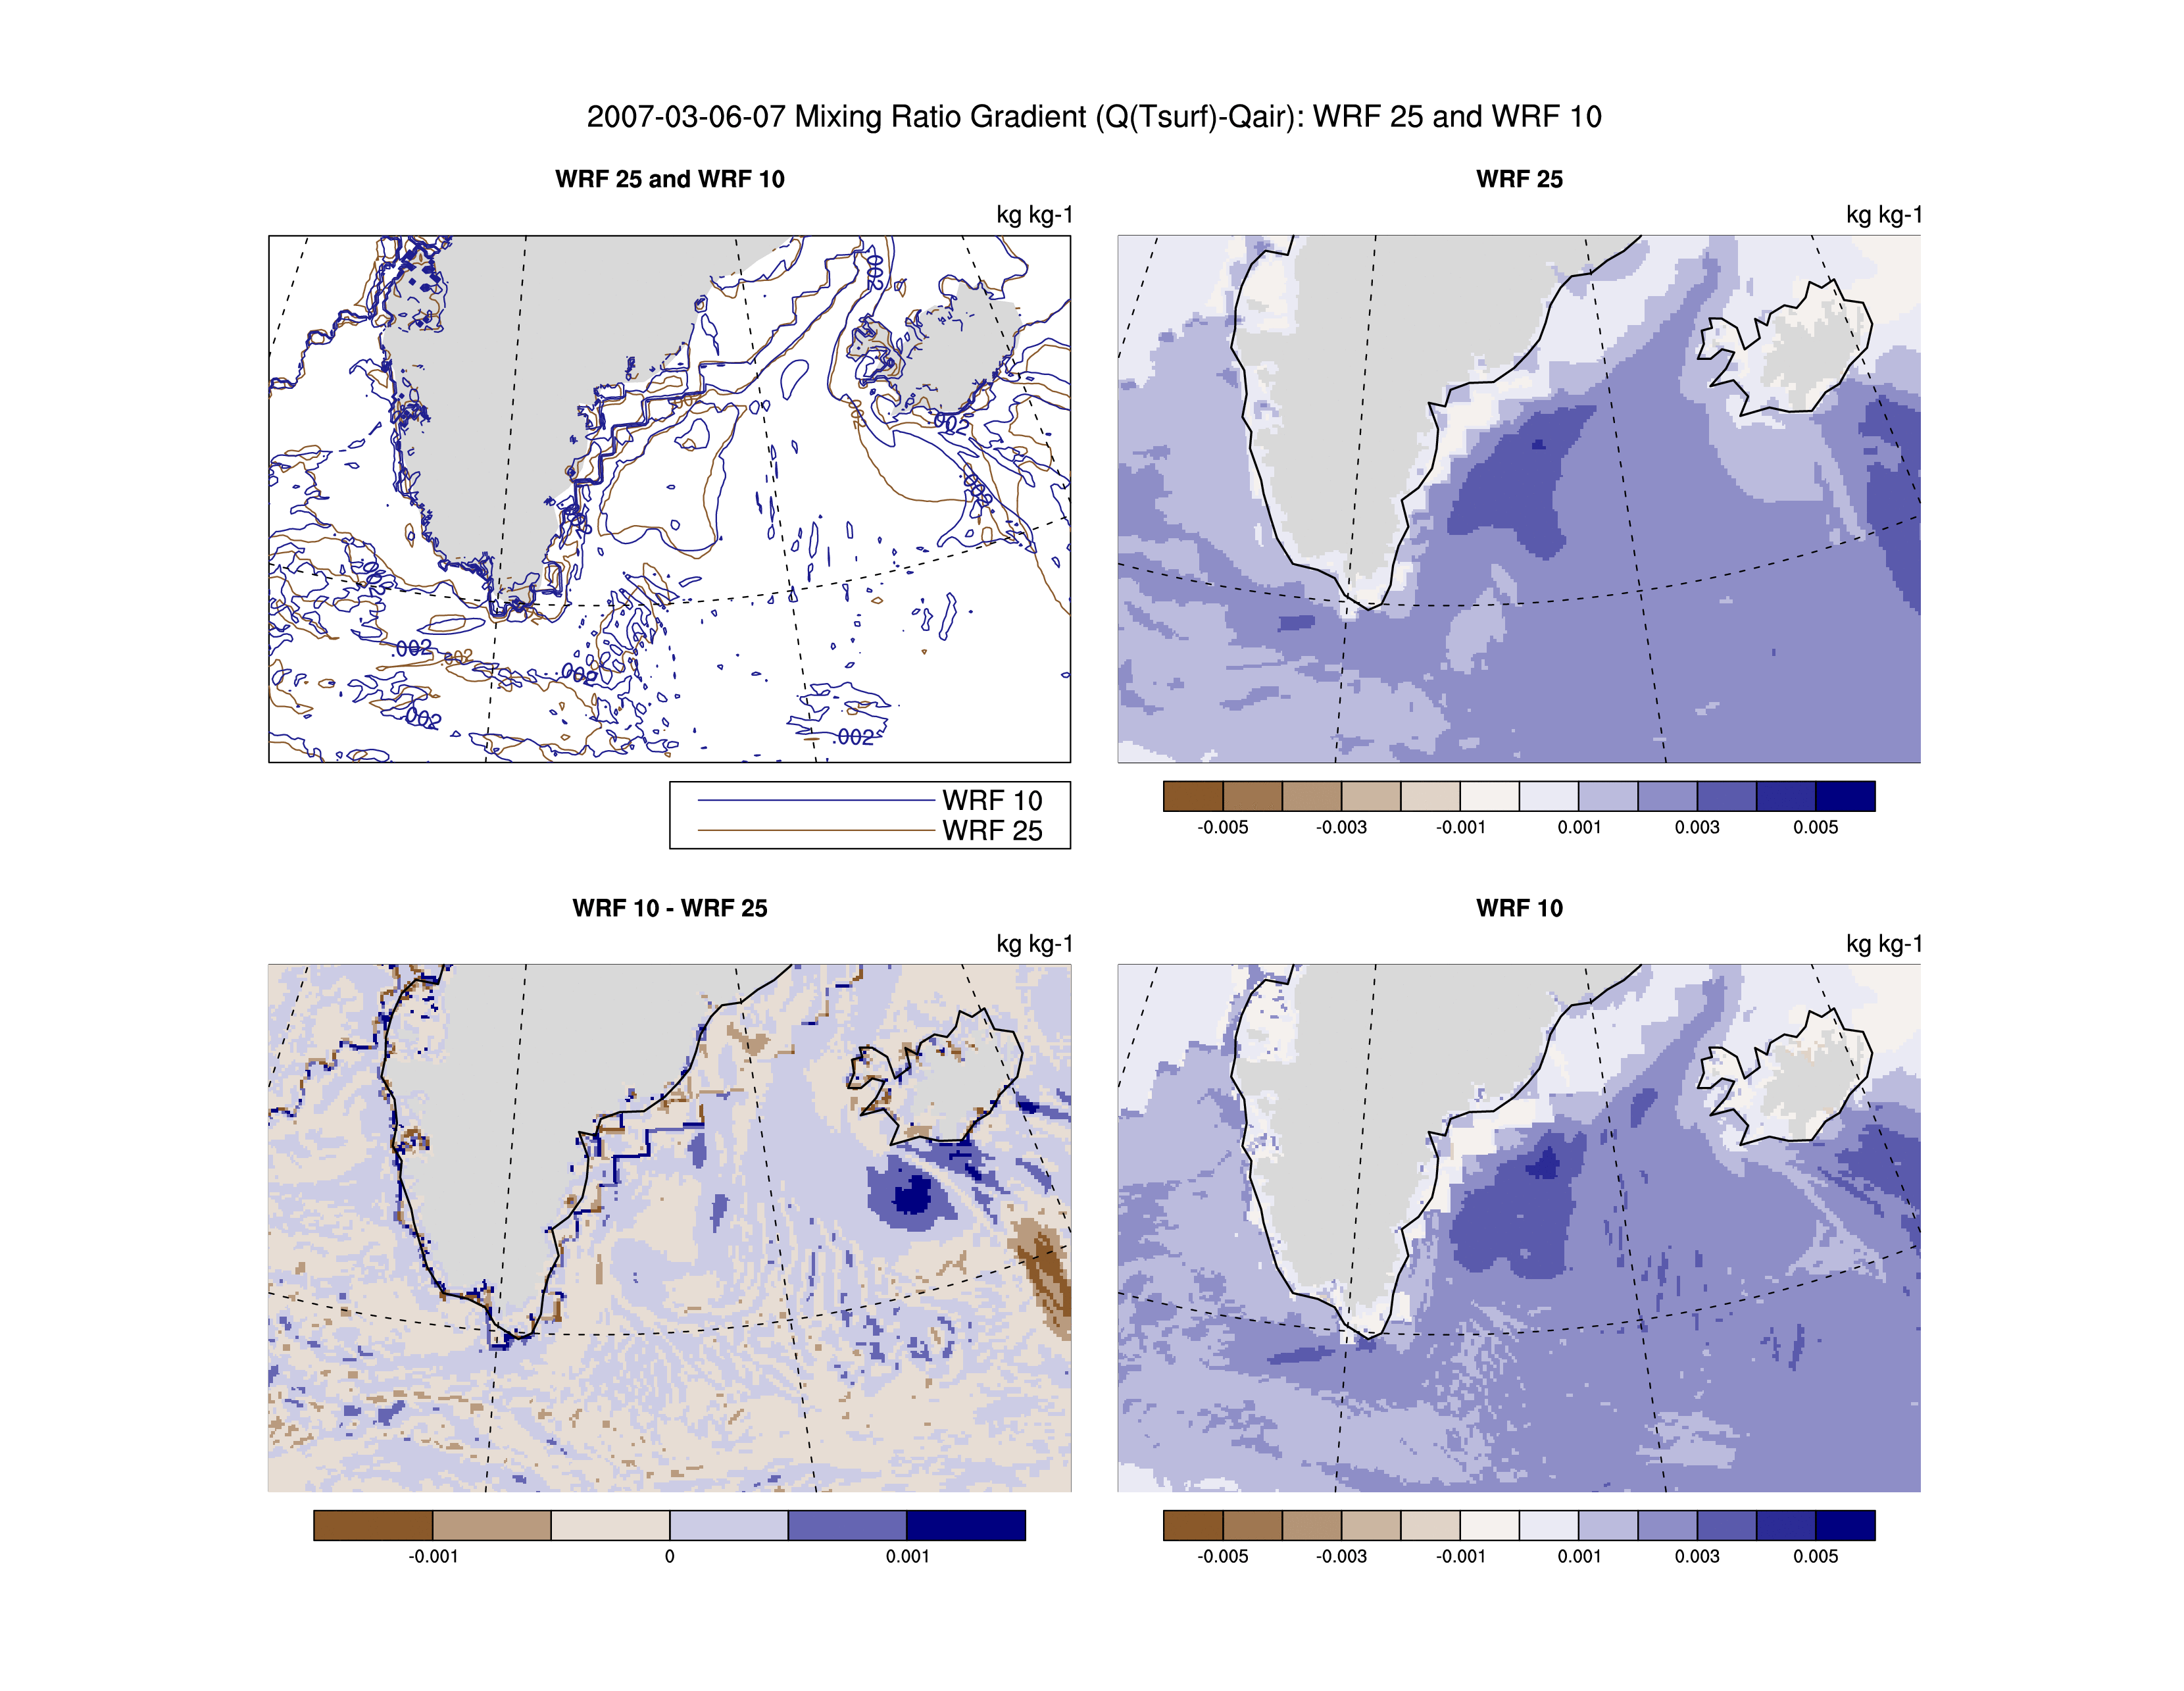 2007-03-06-07 Mixing Ratio Gradient (Q(Tsurf)-Qair): WRF 25 and WRF 10
WRF 25 and WRF 10
kg kg-1
.002
.002
.002
.002
.002
.002
.002
WRF 10
WRF 25
WRF 25
kg kg-1
-0.005 -0.003 -0.001 0.001 0.003 0.005
WRF 10 - WRF 25
kg kg-1
-0.001 0 0.001
WRF 10
kg kg-1
-0.005 -0.003 -0.001 0.001 0.003 0.005